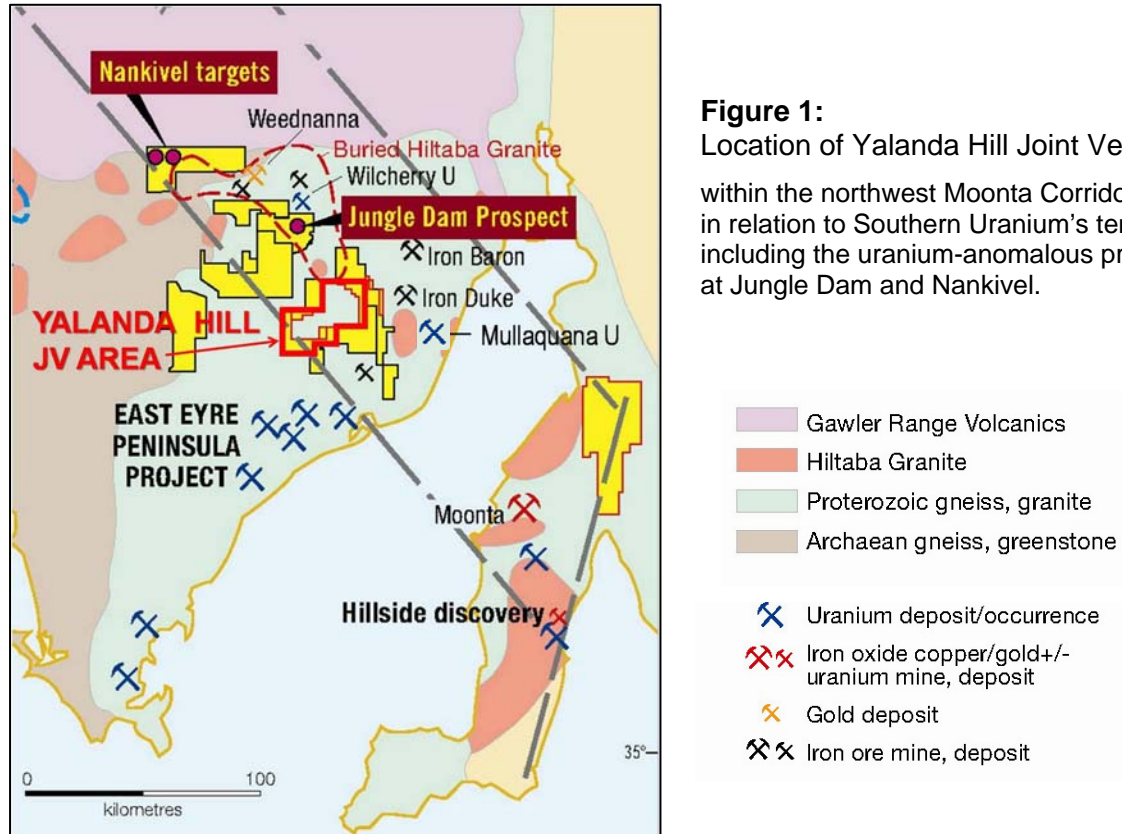 Nankivel targets
Weednanna
Buried Hiltaba Granite
Wilcherry U
Jungle Dam Prospect
Iron Baron
Iron Duke
YALANDA HILL
JV AREA
Mullaquana U
EAST EYRE
PENINSULA
PROJECT
Moonta
Hillside discovery
35°
0 100
kilometres
Figure 1:
Location of Yalanda Hill Joint Ve
within the northwest Moonta Corrido
in relation to Southern Uranium's te
including the uranium-anomalous pr
at Jungle Dam and Nankivel.
Gawler Range Volcanics
Hiltaba Granite
Proterozoic gneiss, granite
Archaean gneiss, greenstone
Uranium deposit/occurrence
Iron oxide copper/gold+/-
uranium mine, deposit
Gold deposit
Iron ore mine, deposit